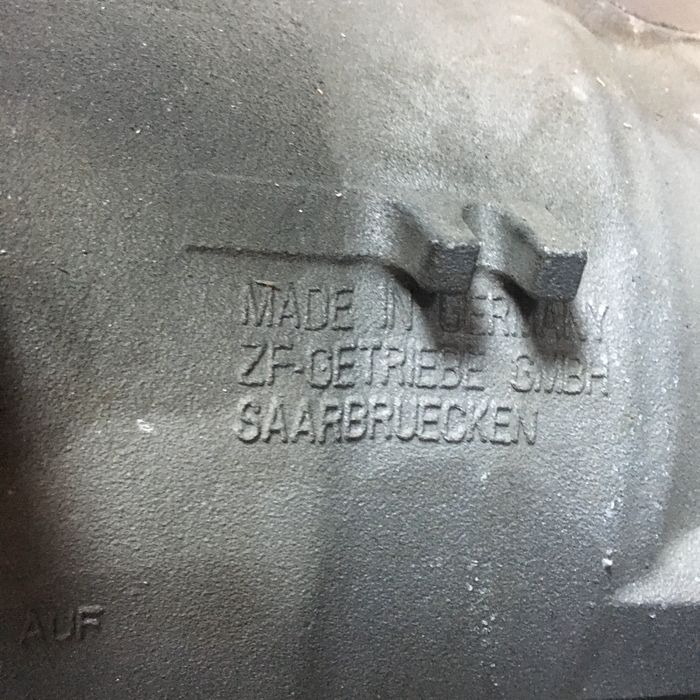 MADE IN GERMANY
ZF-GETRIEBE GMBH
SAARBRUECKEN
AUF